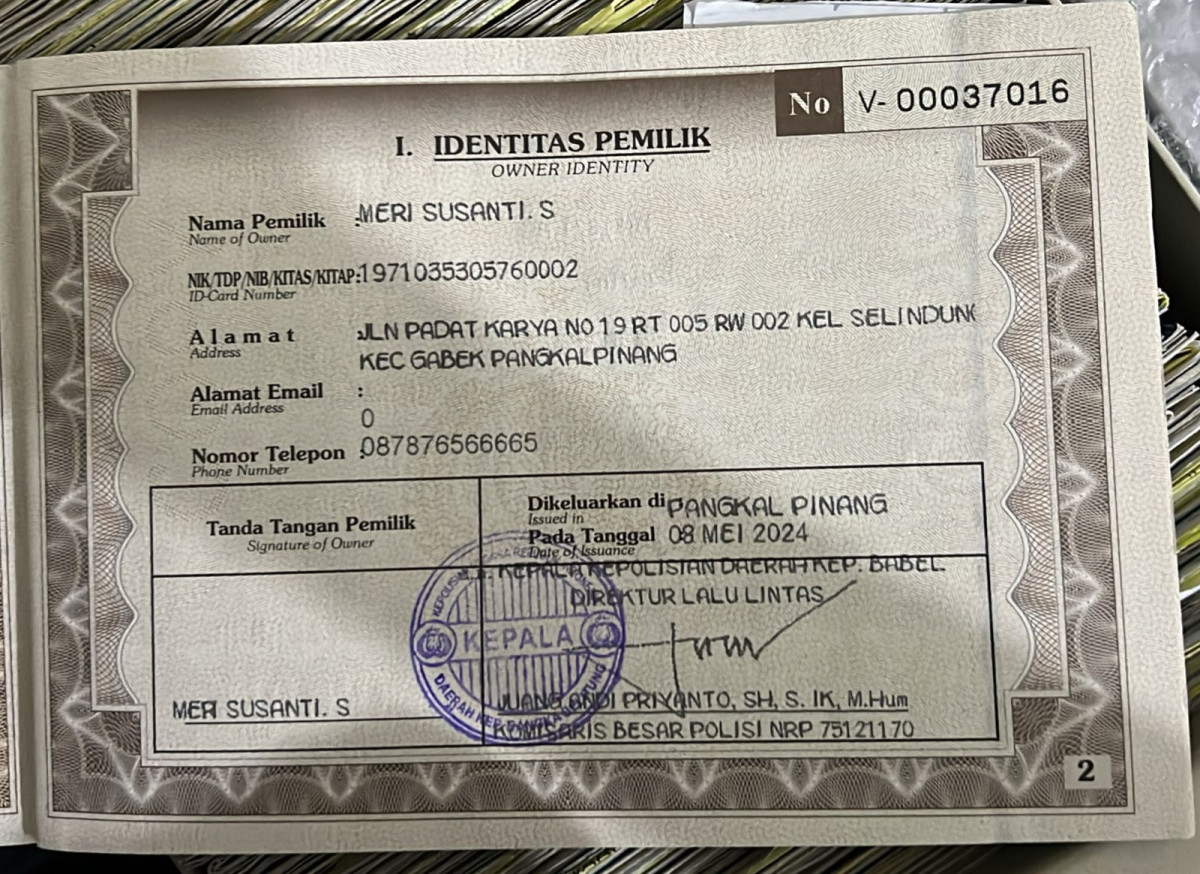 No V- 00037016
I. IDENTITAS PEMILIK
OWNER IDENTITY
Nama Pemilik : MERI SUSANTI. S
Name of Owner
NIK/TDP/NIB/KITAS/KITAP: 1971035305760002
ID-Card Number
Alamat : JLN PADAT KARYA NO 19 RT 005 RW 002 KEL SELINDUNG
Address
KEC GABEK PANGKALPINANG
Alamat Email :
Email Address
0
Nomor Telepon : 087876566665
Phone Number
Tanda Tangan Pemilik
Signature of Owner
Dikeluarkan di PANGKAL PINANG
Issued in
Pada Tanggal 08 MEI 2024
Date of Issuance
KEPALA KEPOLISIAN DAERAH KEP. BABEL
DIREKTUR LALU LINTAS
KEPALA
DAERAH KEP.
MERI SUSANTI. S
JUANG ANDI PRIYANTO, SH, S. IK, M.Hum
KOMISARIS BESAR POLISI NRP 75121170
2